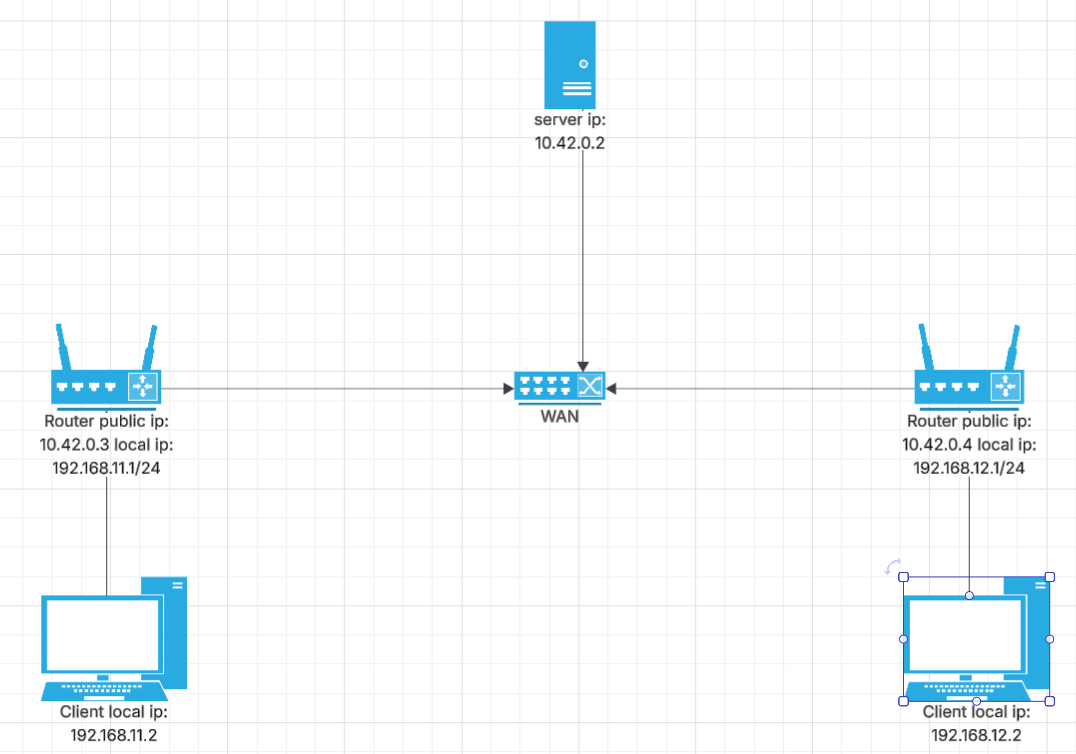 server ip:
10.42.0.2
WAN
Router public ip:
10.42.0.3 local ip:
192.168.11.1/24
Router public ip:
10.42.0.4 local ip:
192.168.12.1/24
Client local ip:
192.168.11.2
Client local ip:
192.168.12.2